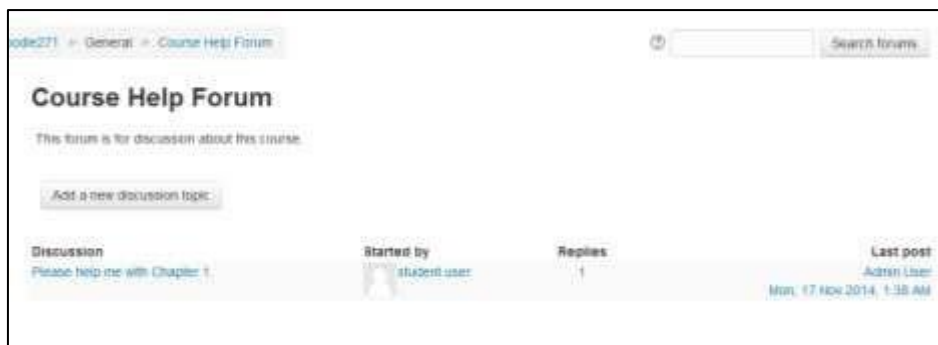 oodle271 ▸ General ▸ Course Help Forum
Search forums
Course Help Forum
This forum is for discussion about this course.
Add a new discussion topic
Discussion Started by Replies Last post
Please help me with Chapter 1. student user 1 Admin User
Mon, 17 Nov 2014, 1:38 AM